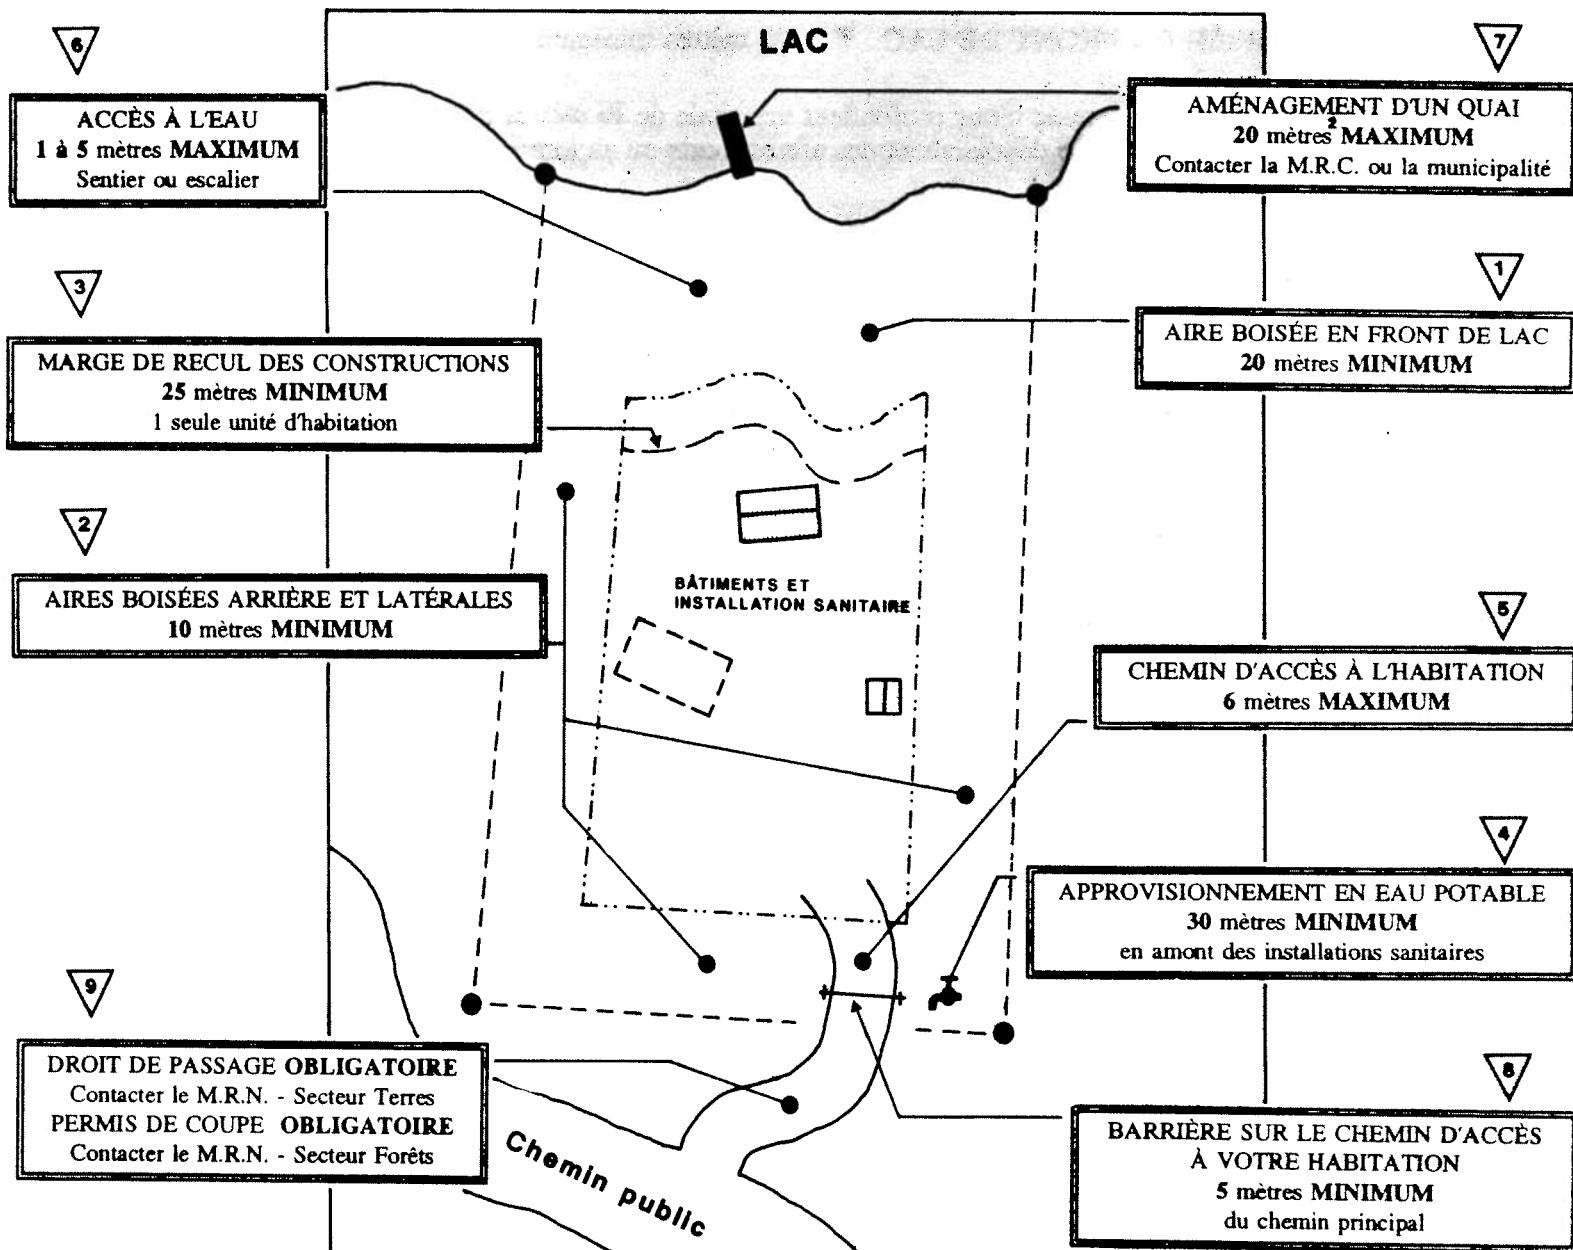 LAC
6
ACCÈS À L'EAU
1 à 5 mètres MAXIMUM
Sentier ou escalier
7
AMÉNAGEMENT D'UN QUAI
20 mètres² MAXIMUM
Contacter la M.R.C. ou la municipalité
3
MARGE DE RECUL DES CONSTRUCTIONS
25 mètres MINIMUM
1 seule unité d'habitation
1
AIRE BOISÉE EN FRONT DE LAC
20 mètres MINIMUM
2
AIRES BOISÉES ARRIÈRE ET LATÉRALES
10 mètres MINIMUM
BÂTIMENTS ET
INSTALLATION SANITAIRE
5
CHEMIN D'ACCÈS À L'HABITATION
6 mètres MAXIMUM
4
APPROVISIONNEMENT EN EAU POTABLE
30 mètres MINIMUM
en amont des installations sanitaires
9
DROIT DE PASSAGE OBLIGATOIRE
Contacter le M.R.N. - Secteur Terres
PERMIS DE COUPE OBLIGATOIRE
Contacter le M.R.N. - Secteur Forêts
Chemin public
8
BARRIÈRE SUR LE CHEMIN D'ACCÈS
À VOTRE HABITATION
5 mètres MINIMUM
du chemin principal